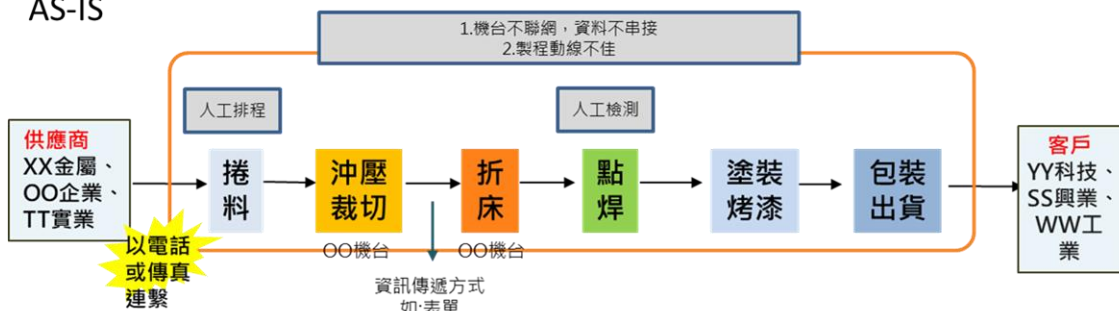 AS-IS
1.機台不聯網，資料不串接
2.製程動線不佳
人工排程
人工檢測
供應商
XX金屬、
OO企業、
TT實業
捲
料
沖壓
裁切
折
床
點
焊
塗裝
烤漆
包裝
出貨
客戶
YY科技、
SS興業、
WW工
業
以電話
或傳真
連繫
OO機台
OO機台
資訊傳遞方式
如:表單